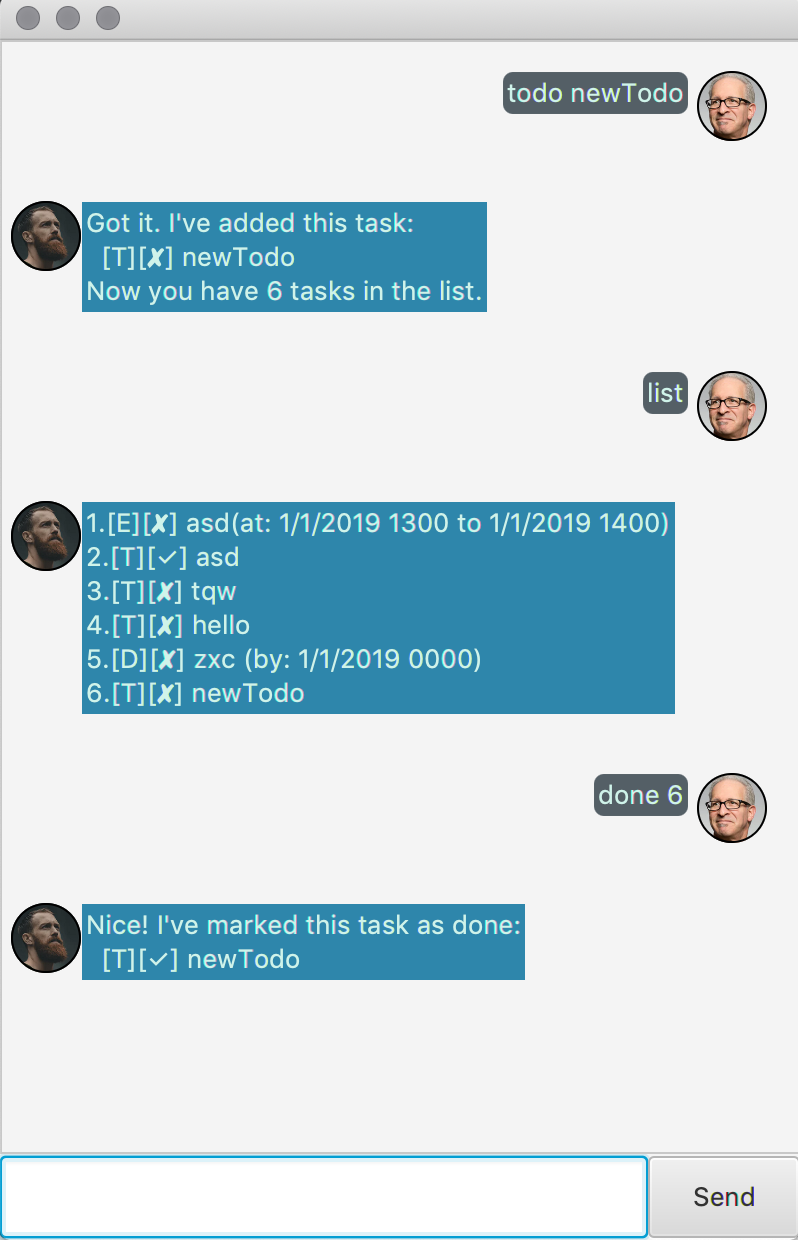 todo newTodo
Got it. I've added this task:
[T][✘] newTodo
Now you have 6 tasks in the list.
list
1.[E][✘] asd(at: 1/1/2019 1300 to 1/1/2019 1400)
2.[T][✓] asd
3.[T][✘] tqw
4.[T][✘] hello
5.[D][✘] zxc (by: 1/1/2019 0000)
6.[T][✘] newTodo
done 6
Nice! I've marked this task as done:
[T][✓] newTodo
Send